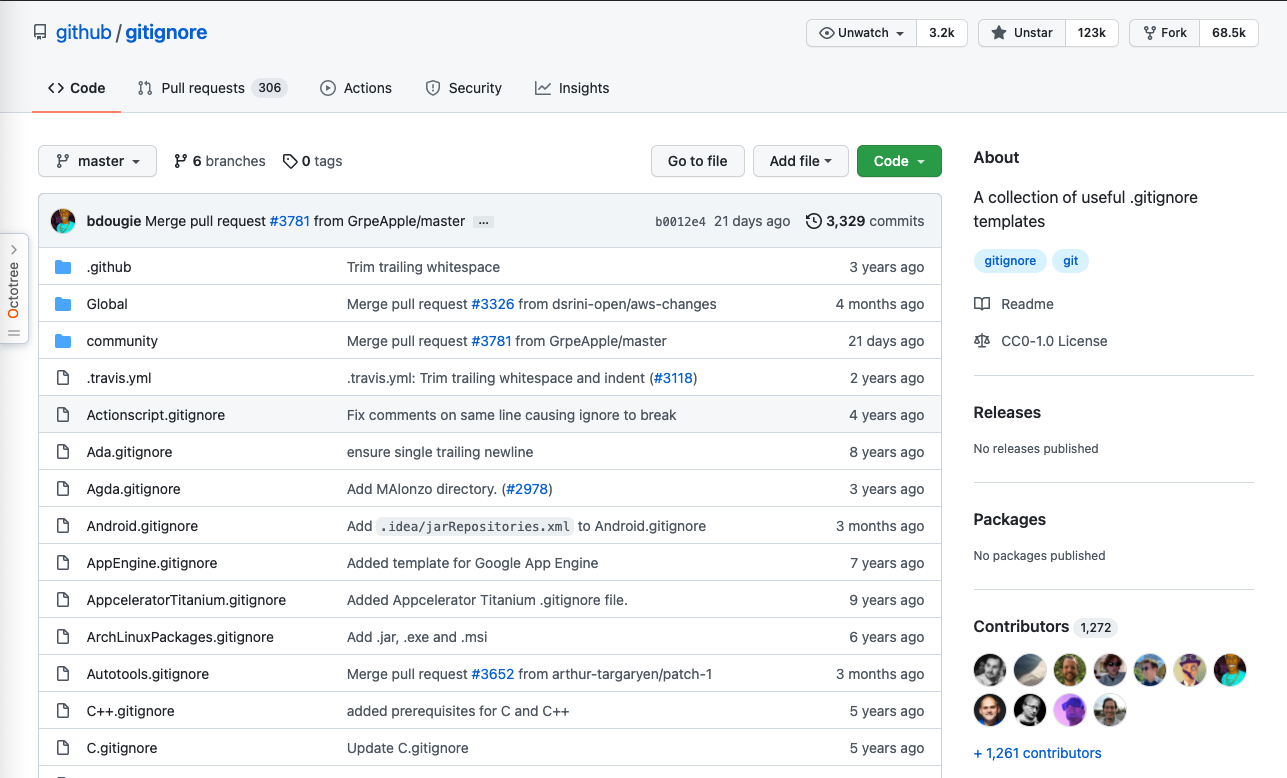 github / gitignore
Unwatch 3.2k Unstar 123k Fork 68.5k
Code Pull requests 306 Actions Security Insights
master 6 branches 0 tags Go to file Add file Code
bdougie Merge pull request #3781 from GrpeApple/master ... b0012e4 21 days ago 3,329 commits
.github Trim trailing whitespace 3 years ago
Global Merge pull request #3326 from dsrini-open/aws-changes 4 months ago
community Merge pull request #3781 from GrpeApple/master 21 days ago
.travis.yml .travis.yml: Trim trailing whitespace and indent (#3118) 2 years ago
Actionscript.gitignore Fix comments on same line causing ignore to break 4 years ago
Ada.gitignore ensure single trailing newline 8 years ago
Agda.gitignore Add MAlonzo directory. (#2978) 3 years ago
Android.gitignore Add .idea/jarRepositories.xml to Android.gitignore 3 months ago
AppEngine.gitignore Added template for Google App Engine 7 years ago
AppceleratorTitanium.gitignore Added Appcelerator Titanium .gitignore file. 9 years ago
ArchLinuxPackages.gitignore Add .jar, .exe and .msi 6 years ago
Autotools.gitignore Merge pull request #3652 from arthur-targaryen/patch-1 3 months ago
C++.gitignore added prerequisites for C and C++ 5 years ago
C.gitignore Update C.gitignore 5 years ago
Octotree
About
A collection of useful .gitignore
templates
gitignore git
Readme
CC0-1.0 License
Releases
No releases published
Packages
No packages published
Contributors 1,272
+ 1,261 contributors